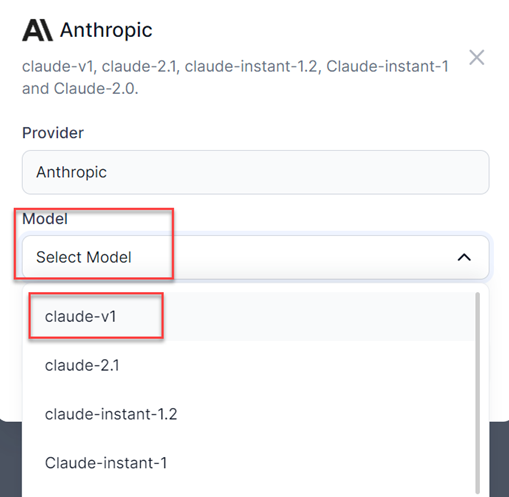 Anthropic
claude-v1, claude-2.1, claude-instant-1.2, Claude-instant-1
and Claude-2.0.
Provider
Anthropic
Model
Select Model
claude-v1
claude-2.1
claude-instant-1.2
Claude-instant-1